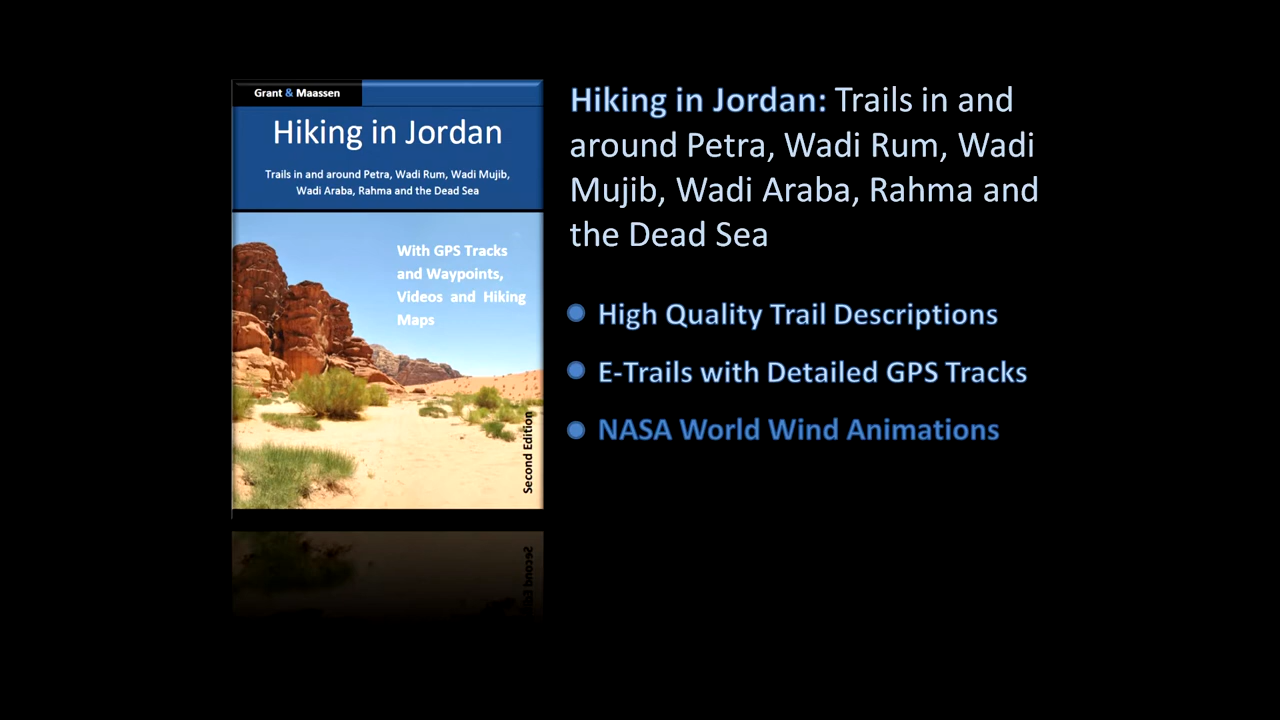 Grant & Maassen
Hiking in Jordan
Trails in and around Petra, Wadi Rum, Wadi Mujib,
Wadi Araba, Rahma and the Dead Sea
With GPS Tracks
and Waypoints,
Videos and Hiking
Maps
Second Edition
Hiking in Jordan: Trails in and
around Petra, Wadi Rum, Wadi
Mujib, Wadi Araba, Rahma and
the Dead Sea
High Quality Trail Descriptions
E-Trails with Detailed GPS Tracks
NASA World Wind Animations